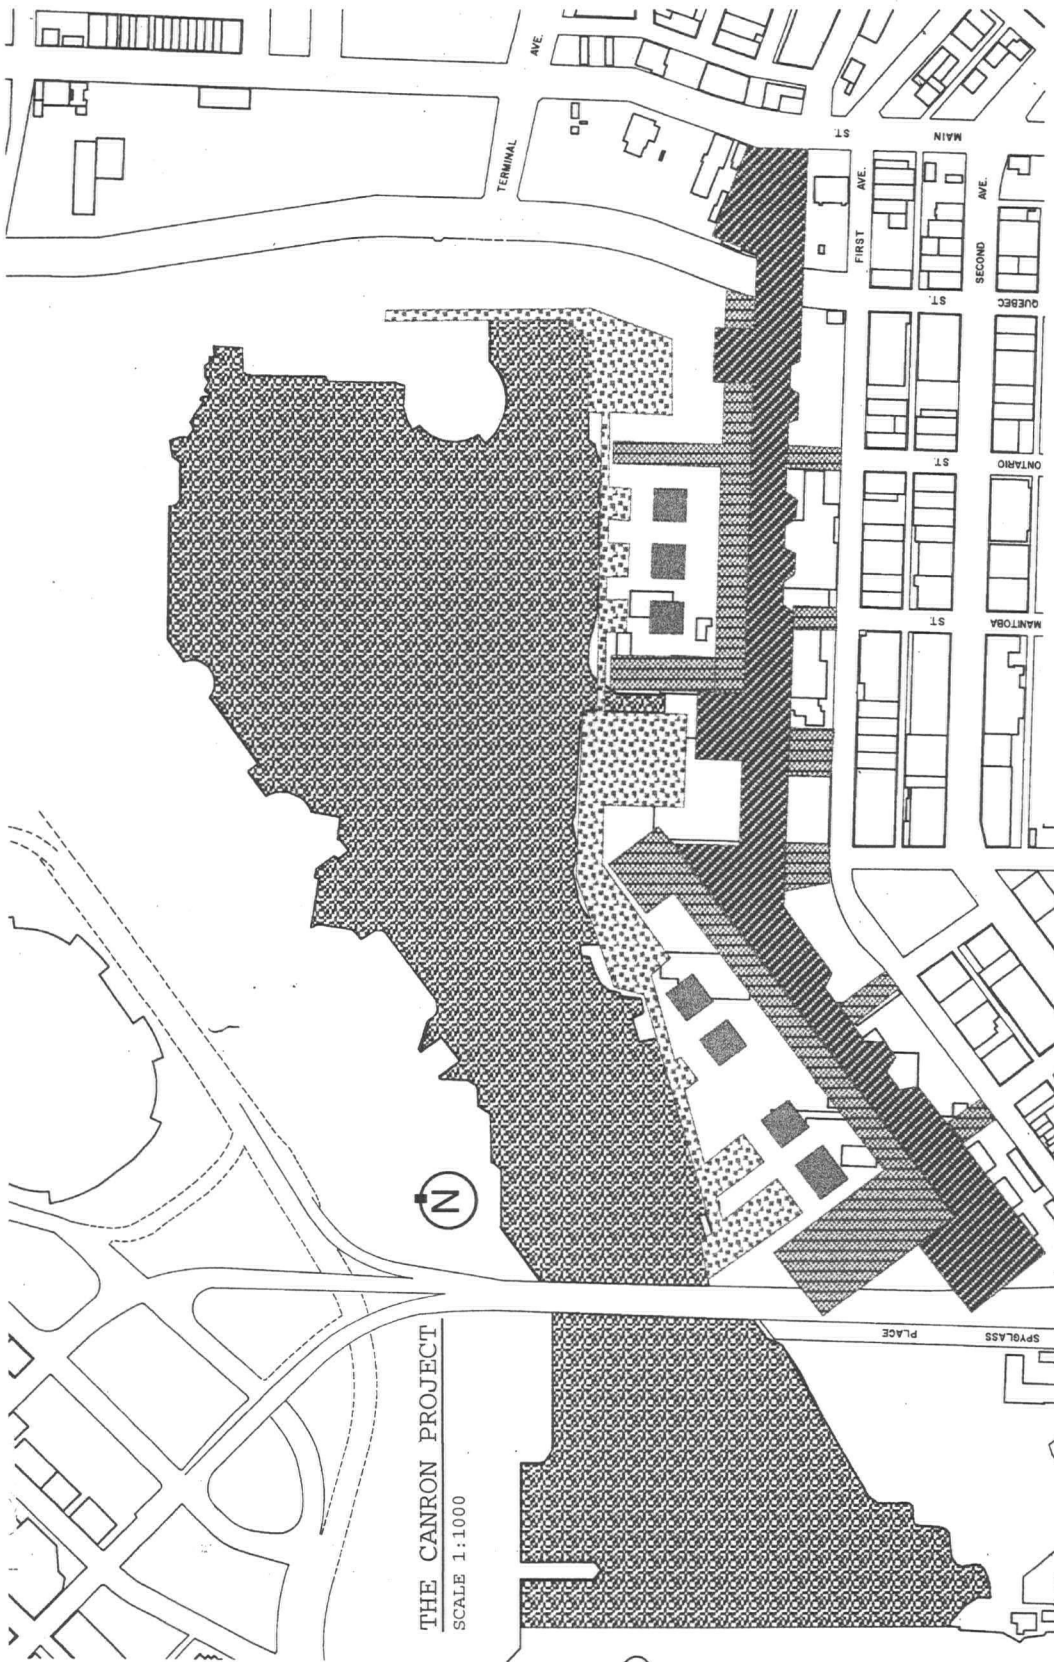 AVE.
TERMINAL
ST.
MAIN
FIRST
AVE.
SECOND
AVE.
ST.
QUEBEC
ST.
ONTARIO
ST.
MANITOBA
N
THE CANRON PROJECT
SCALE 1:1000
PLACE
SPYGLASS